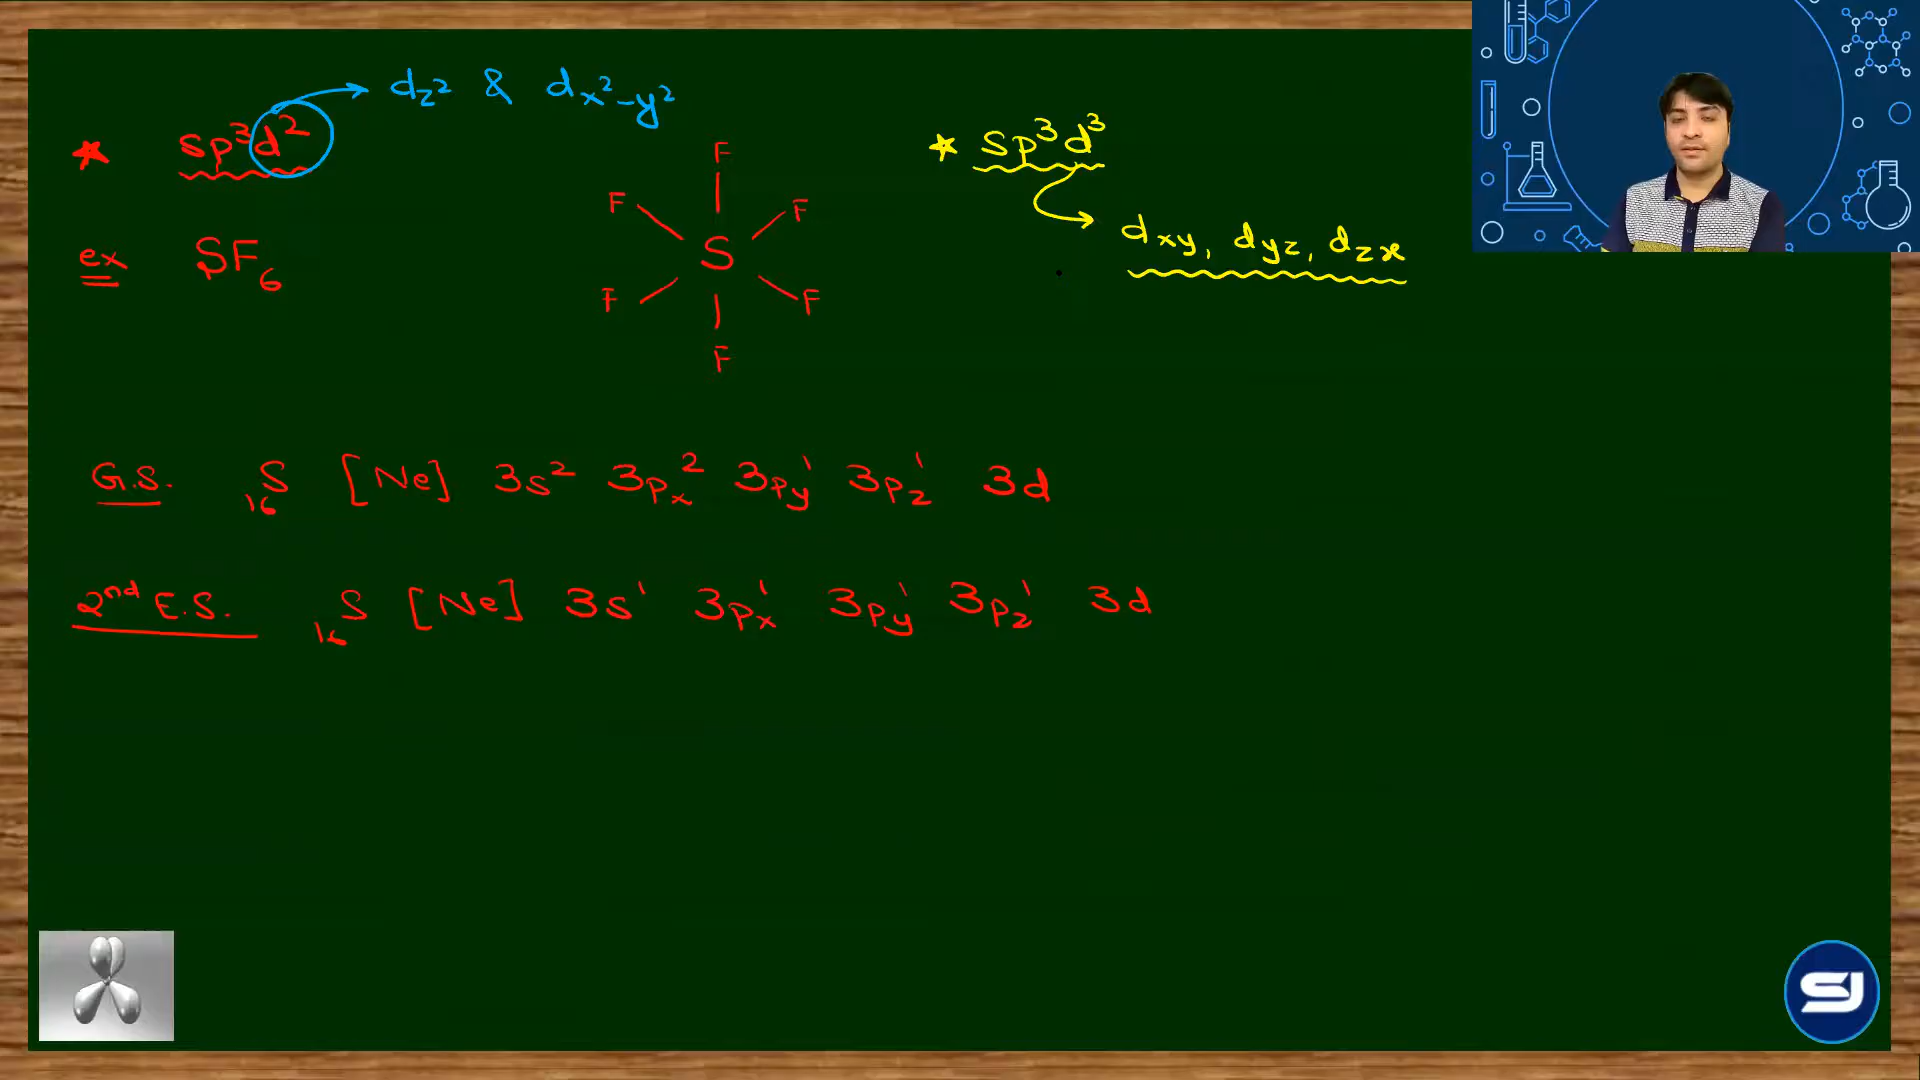 → dz² & dx²-y²
★ sp³d²
ex SF₆
F
F F
S
F F
F
★ sp³d³
→ dxy, dyz, dzx
G.S. ₁₆S [Ne] 3s² 3px² 3py¹ 3pz¹ 3d
2nd E.S. ₁₆S [Ne] 3s¹ 3px¹ 3py¹ 3pz¹ 3d
SJ